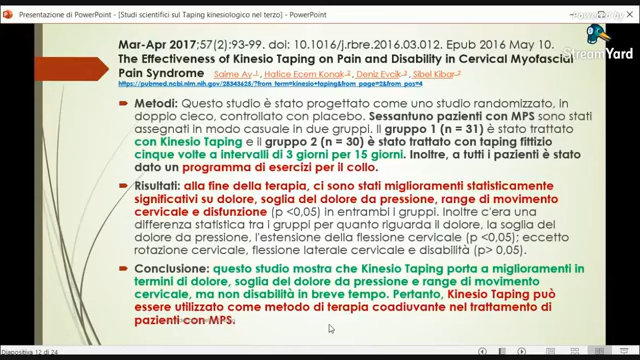 Presentazione di PowerPoint - [Studi scientifici sul Taping kinesiologico nel terzo] - PowerPoint
Powered by
StreamYard
Mar-Apr 2017;57(2):93-99. doi: 10.1016/j.rbre.2016.03.012. Epub 2016 May 10.
The Effectiveness of Kinesio Taping on Pain and Disability in Cervical Myofascial
Pain Syndrome Saime Ay, Hatice Ecem Konak, Deniz Evcik, Sibel Kibar
https://pubmed.ncbi.nlm.nih.gov/28343625/?from_term=kinesio+taping&from_page=2&from_pos=4
Metodi: Questo studio è stato progettato come uno studio randomizzato, in
doppio cieco, controllato con placebo. Sessantuno pazienti con MPS sono stati
assegnati in modo casuale in due gruppi. Il gruppo 1 (n = 31) è stato trattato
con Kinesio Taping e il gruppo 2 (n = 30) è stato trattato con taping fittizio
cinque volte a intervalli di 3 giorni per 15 giorni. Inoltre, a tutti i pazienti è stato
dato un programma di esercizi per il collo.
Risultati: alla fine della terapia, ci sono stati miglioramenti statisticamente
significativi su dolore, soglia del dolore da pressione, range di movimento
cervicale e disfunzione (p <0,05) in entrambi i gruppi. Inoltre c'era una
differenza statistica tra i gruppi per quanto riguarda il dolore, la soglia del
dolore da pressione, l'estensione della flessione cervicale (p <0,05); eccetto
rotazione cervicale, flessione laterale cervicale e disabilità (p> 0,05).
Conclusione: questo studio mostra che Kinesio Taping porta a miglioramenti in
termini di dolore, soglia del dolore da pressione e range di movimento
cervicale, ma non disabilità in breve tempo. Pertanto, Kinesio Taping può
essere utilizzato come metodo di terapia coadiuvante nel trattamento di
pazienti con MPS.
Diapositiva 12 di 24